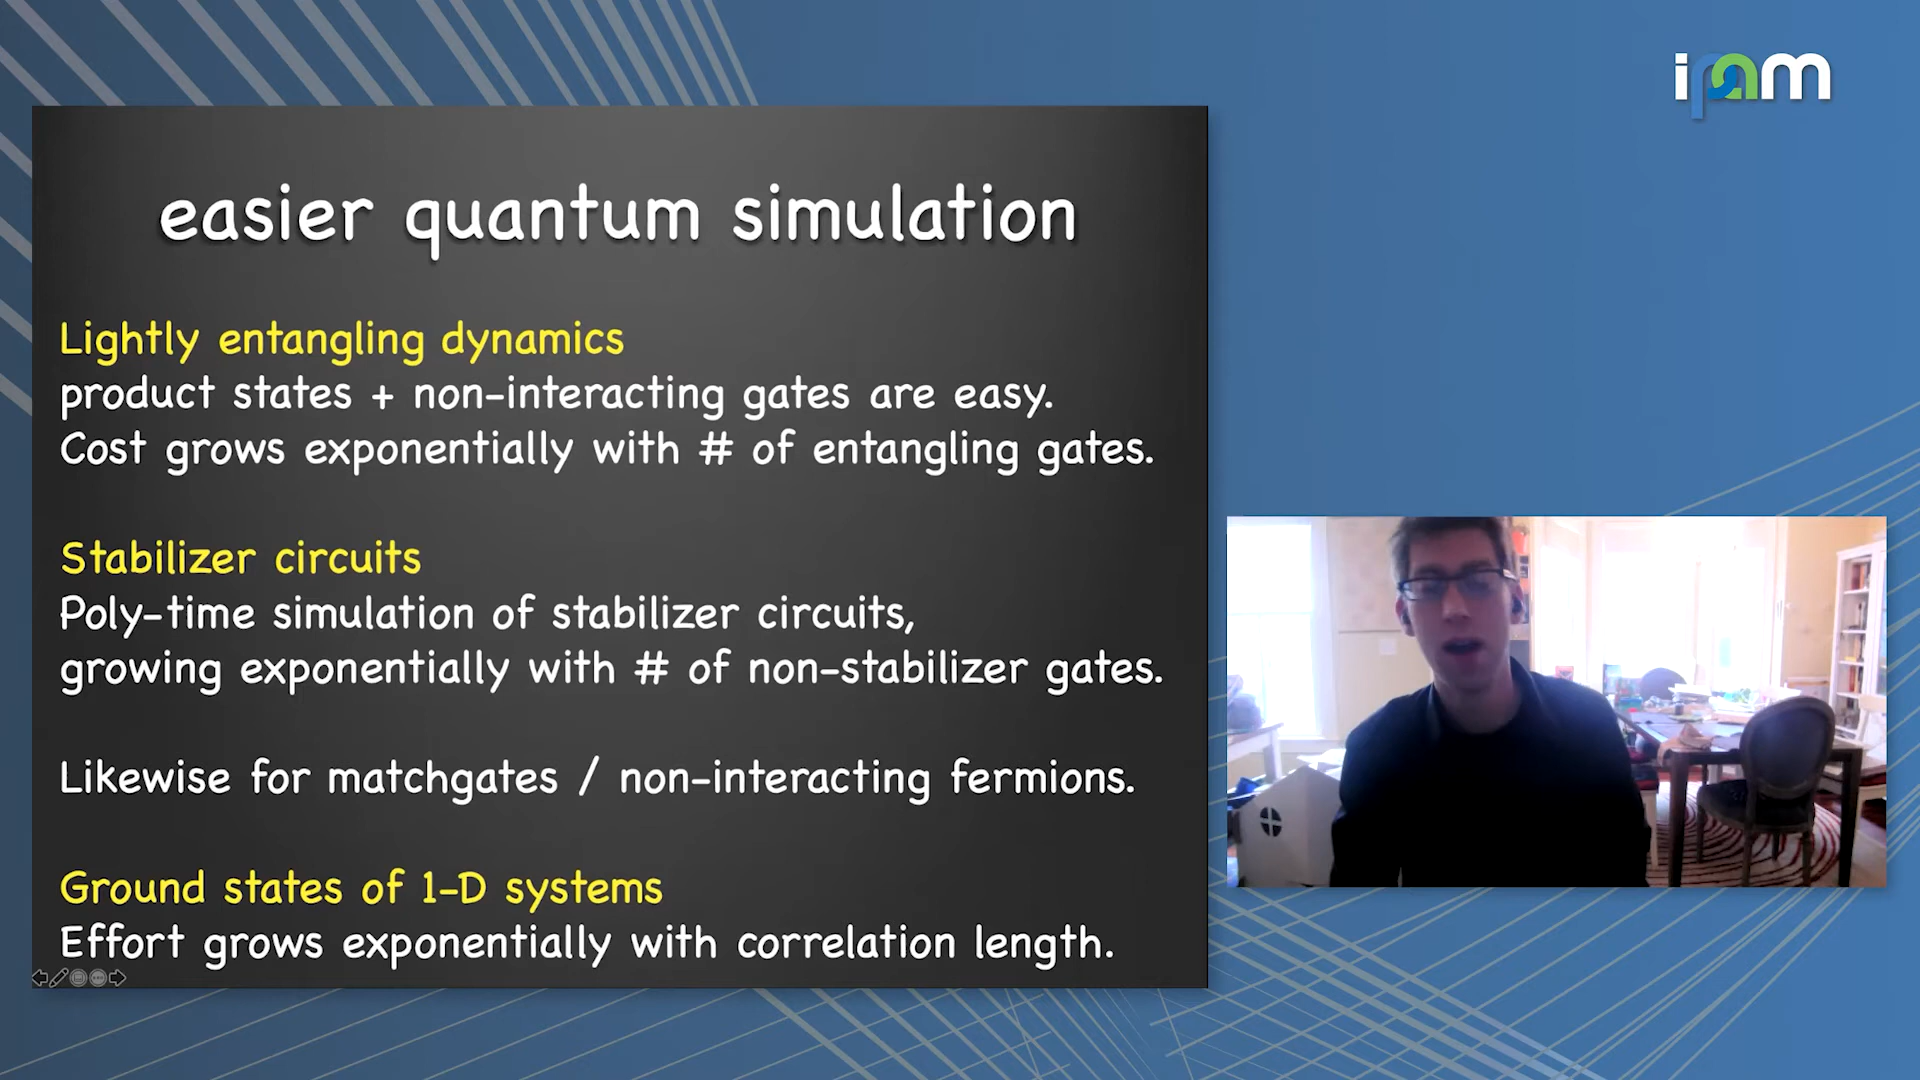 ipam
easier quantum simulation
Lightly entangling dynamics
product states + non-interacting gates are easy.
Cost grows exponentially with # of entangling gates.
Stabilizer circuits
Poly-time simulation of stabilizer circuits,
growing exponentially with # of non-stabilizer gates.
Likewise for matchgates / non-interacting fermions.
Ground states of 1-D systems
Effort grows exponentially with correlation length.